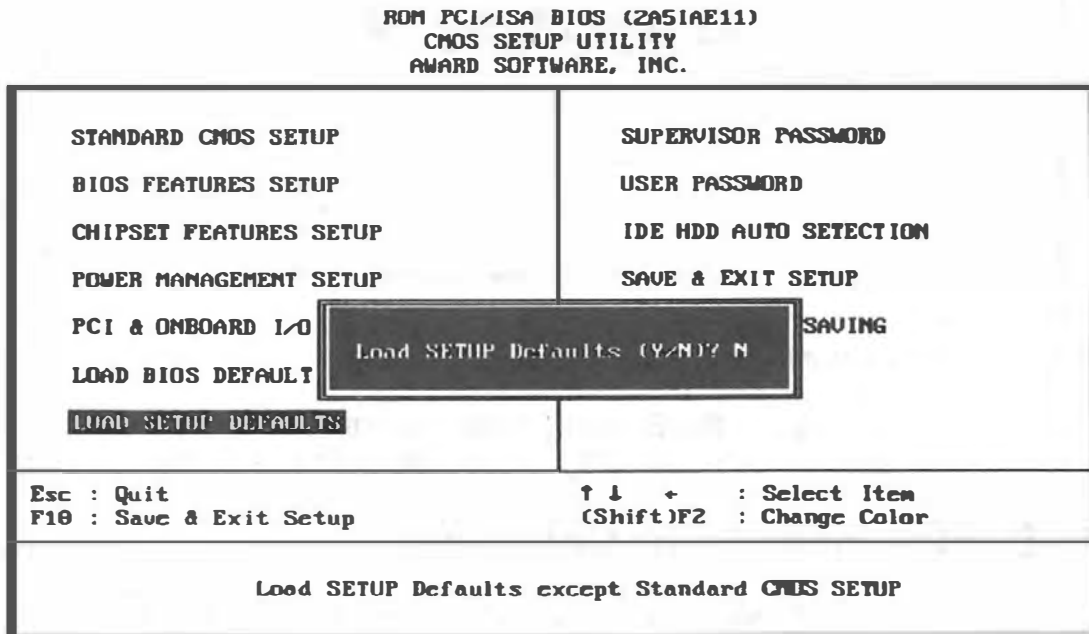 ROM PCI/ISA BIOS (2A5IAE11)
CMOS SETUP UTILITY
AWARD SOFTWARE, INC.
STANDARD CMOS SETUP
BIOS FEATURES SETUP
CHIPSET FEATURES SETUP
POWER MANAGEMENT SETUP
PCI & ONBOARD I/O
LOAD BIOS DEFAULT
LOAD SETUP DEFAULTS
SUPERVISOR PASSWORD
USER PASSWORD
IDE HDD AUTO SETECTION
SAVE & EXIT SETUP
SAVING
Load SETUP Defaults (Y/N)? N
Esc : Quit
F10 : Save & Exit Setup
↑ ↓ ← : Select Item
(Shift)F2 : Change Color
Load SETUP Defaults except Standard CMOS SETUP